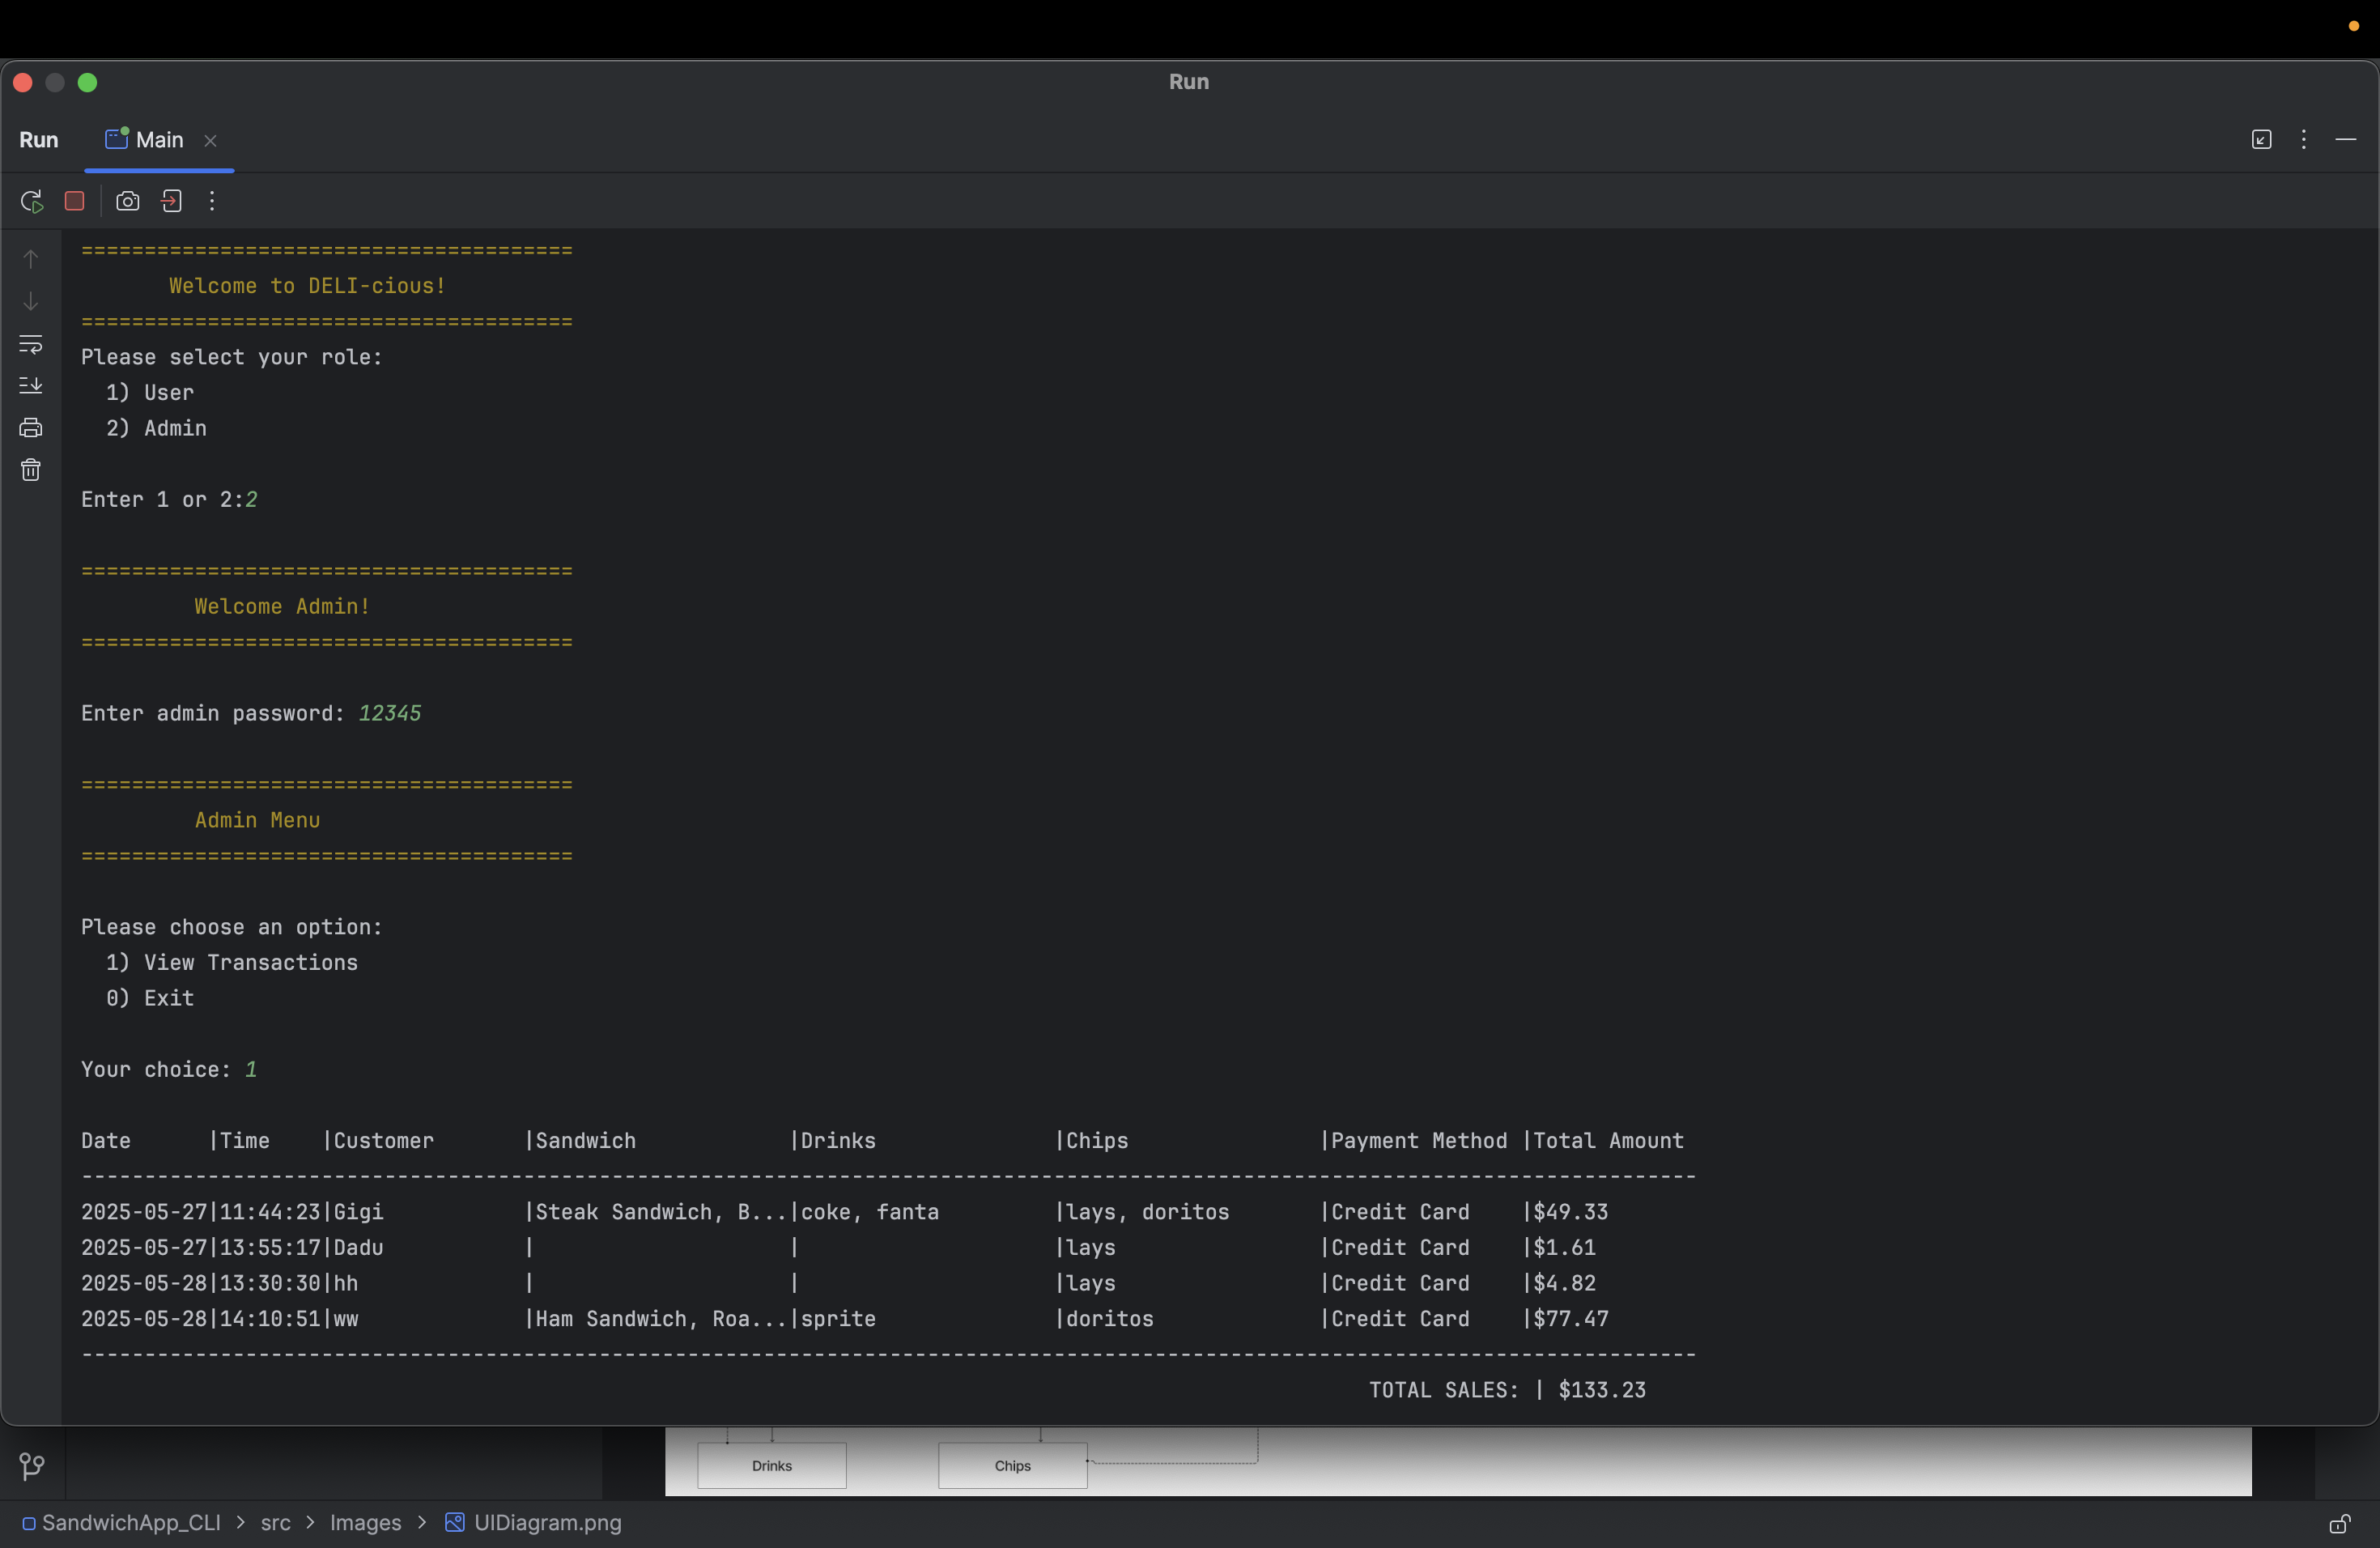 Run
Run Main
=======================================
       Welcome to DELI-cious!
=======================================
Please select your role:
  1) User
  2) Admin
Enter 1 or 2:2
=======================================
         Welcome Admin!
=======================================
Enter admin password: 12345
=======================================
         Admin Menu
=======================================
Please choose an option:
  1) View Transactions
  0) Exit
Your choice: 1
Date      |Time    |Customer       |Sandwich            |Drinks              |Chips               |Payment Method |Total Amount
--------------------------------------------------------------------------------------------------------------------------------
2025-05-27|11:44:23|Gigi           |Steak Sandwich, B...|coke, fanta         |lays, doritos       |Credit Card    |$49.33
2025-05-27|13:55:17|Dadu           |                    |                    |lays                |Credit Card    |$1.61
2025-05-28|13:30:30|hh             |                    |                    |lays                |Credit Card    |$4.82
2025-05-28|14:10:51|ww             |Ham Sandwich, Roa...|sprite              |doritos             |Credit Card    |$77.47
--------------------------------------------------------------------------------------------------------------------------------
                                                                                                      TOTAL SALES: | $133.23
Drinks Chips
SandwichApp_CLI > src > Images > UIDiagram.png